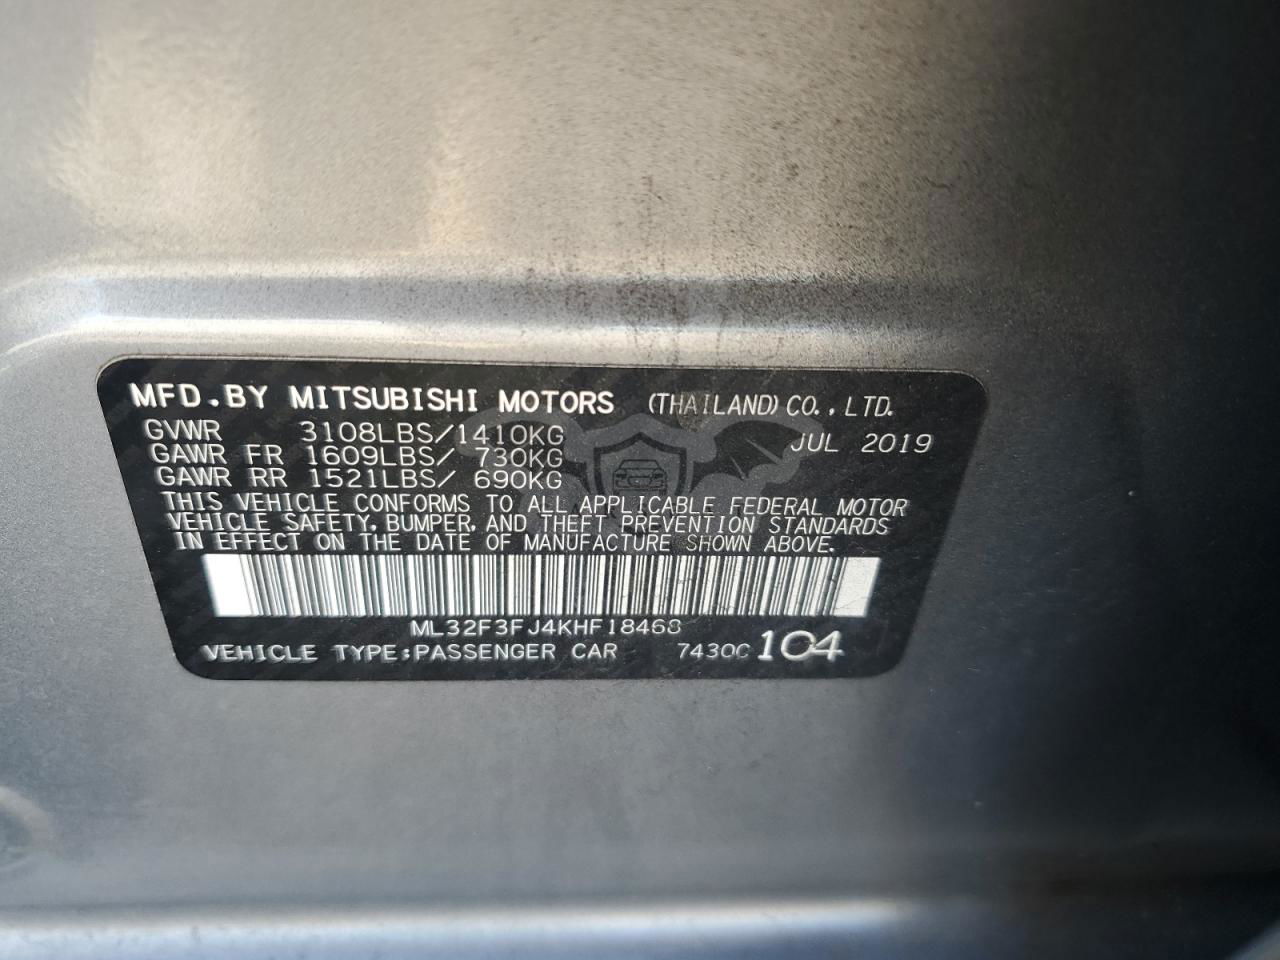 MFD.BY MITSUBISHI MOTORS (THAILAND) CO.,LTD.
GVWR 3108LBS/1410KG JUL 2019
GAWR FR 1609LBS/ 730KG
GAWR RR 1521LBS/ 690KG
THIS VEHICLE CONFORMS TO ALL APPLICABLE FEDERAL MOTOR
VEHICLE SAFETY, BUMPER, AND THEFT PREVENTION STANDARDS
IN EFFECT ON THE DATE OF MANUFACTURE SHOWN ABOVE.
ML32F3FJ4KHF18468
VEHICLE TYPE:PASSENGER CAR 7430C 104